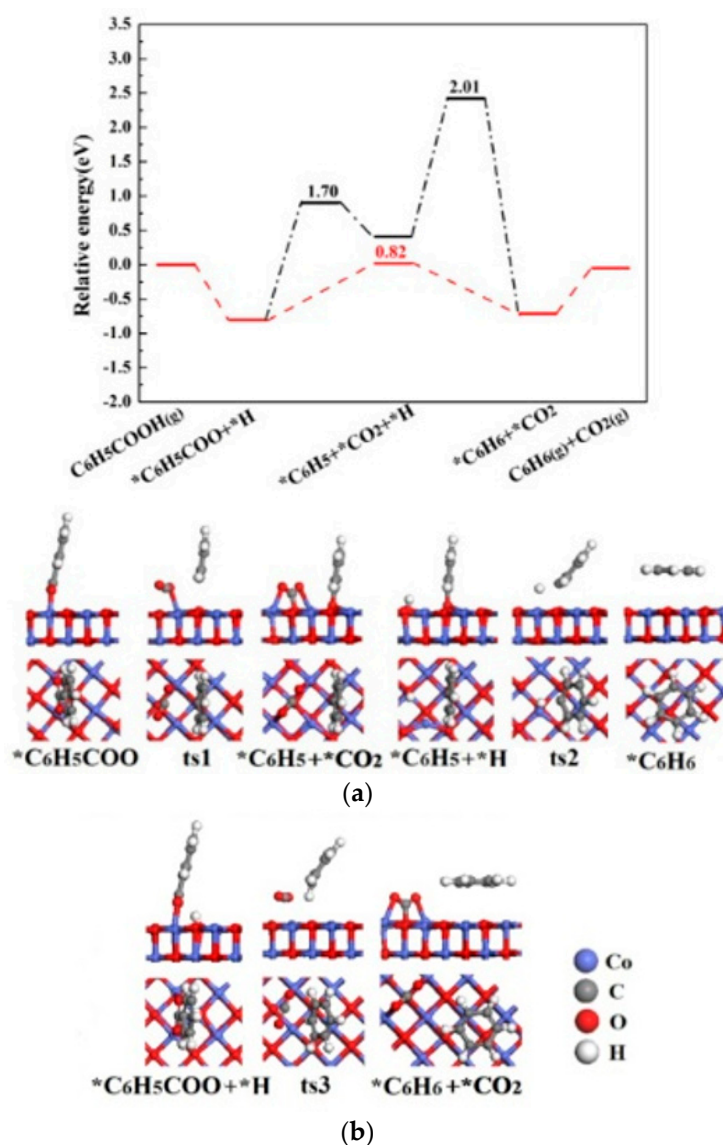 3.5
3.0
2.5
2.0
1.5
1.0
0.5
0.0
-0.5
-1.0
-1.5
-2.0
Relative energy(eV)
2.01
1.70
0.82
C6H5COOH(g)
*C6H5COO+*H
*C6H5+*CO2+*H
*C6H6+*CO2
C6H6(g)+CO2(g)
*C6H5COO ts1 *C6H5+*CO2 *C6H5+*H ts2 *C6H6
(a)
Co
C
O
H
*C6H5COO+*H ts3 *C6H6+*CO2
(b)